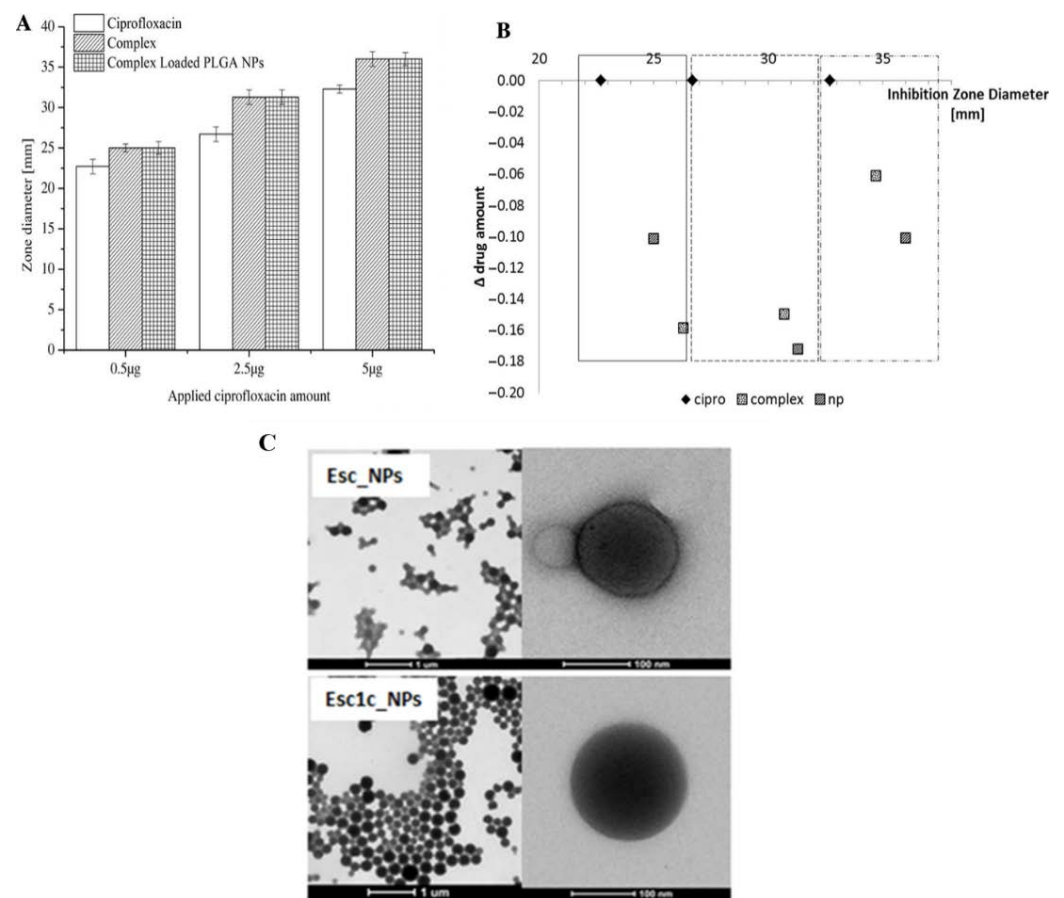 A
Ciprofloxacin
Complex
Complex Loaded PLGA NPs
40
35
30
25
20
15
10
5
0
Zone diameter [mm]
0.5μg
2.5μg
5μg
Applied ciprofloxacin amount
B
20
25
30
35
0.00
−0.02
−0.04
−0.06
−0.08
−0.10
−0.12
−0.14
−0.16
−0.18
−0.20
Δ drug amount
Inhibition Zone Diameter
[mm]
cipro
complex
np
C
Esc_NPs
1 um
100 nm
Esc1c_NPs
1 um
100 nm